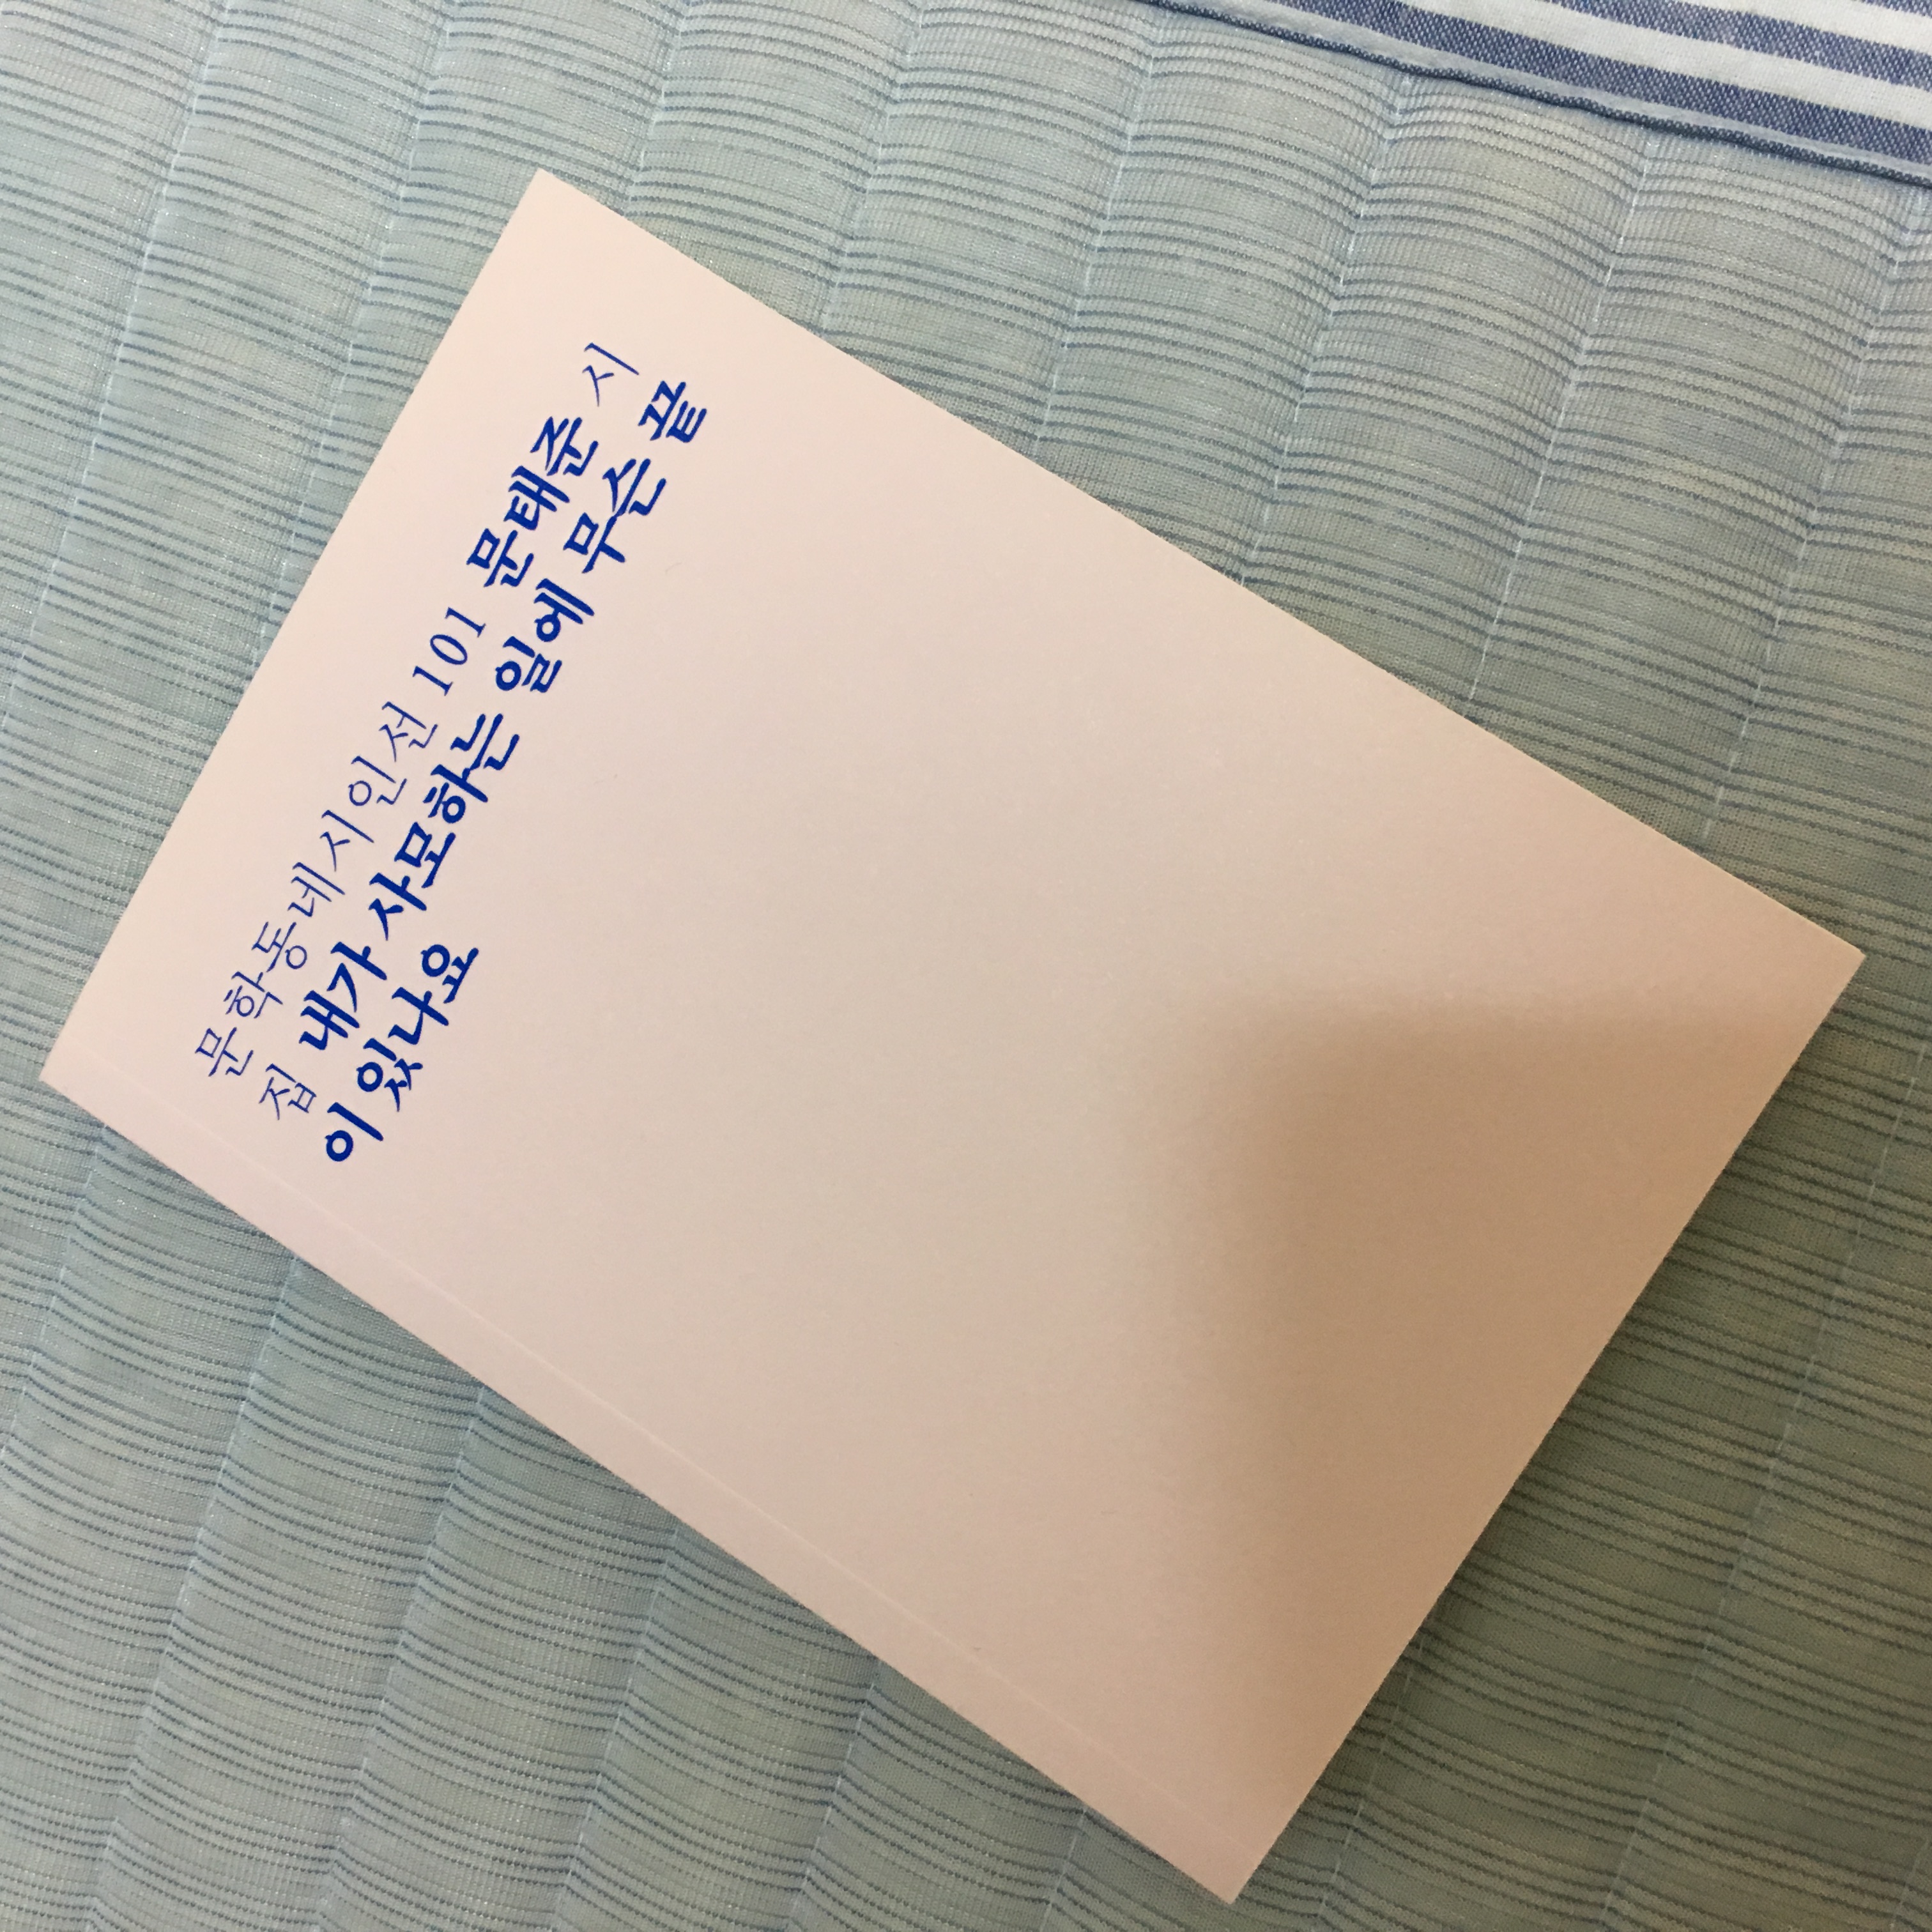 문학동네시인선 101 문태준 시
집 내가 사모하는 일에 무슨 끝
이 있나요